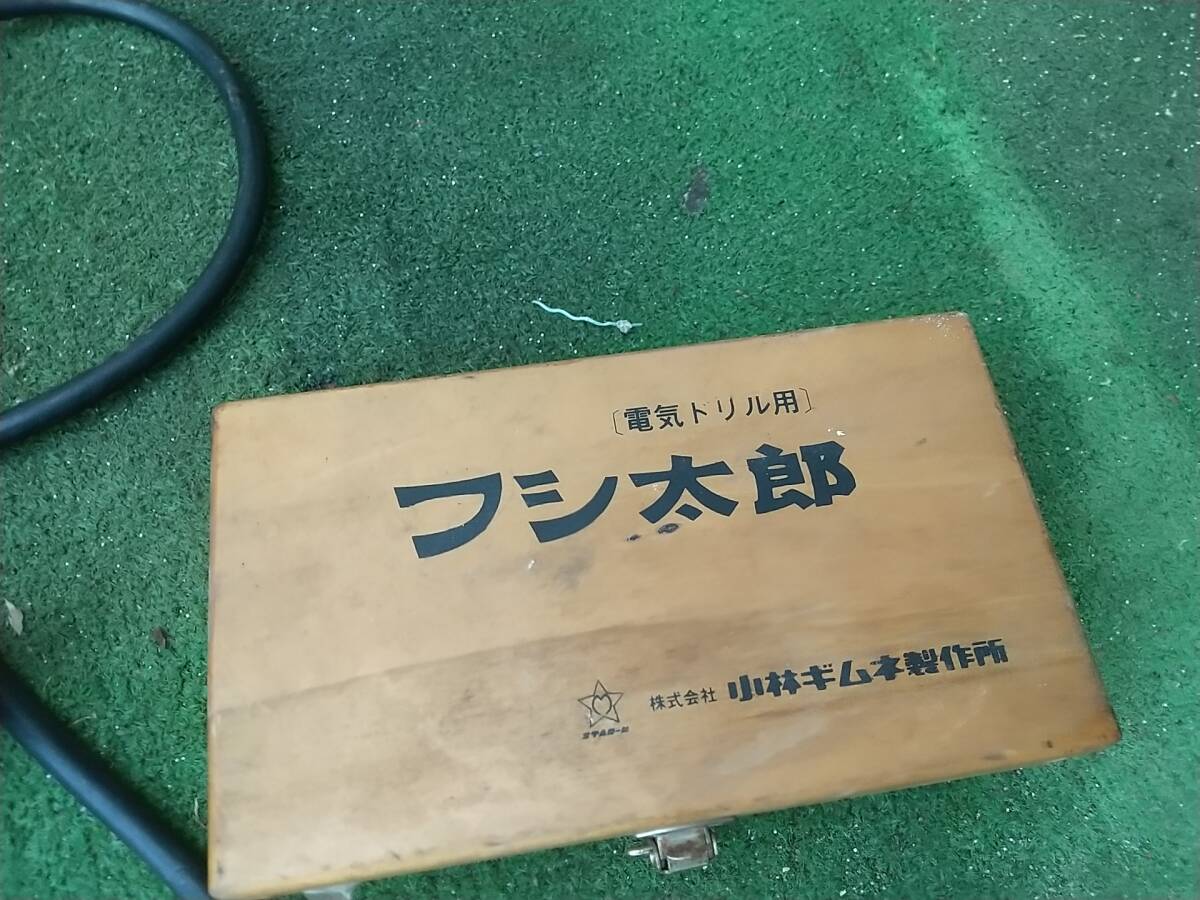 〔電気ドリル用〕
フシ太郎
株式会社 小林ギムネ製作所